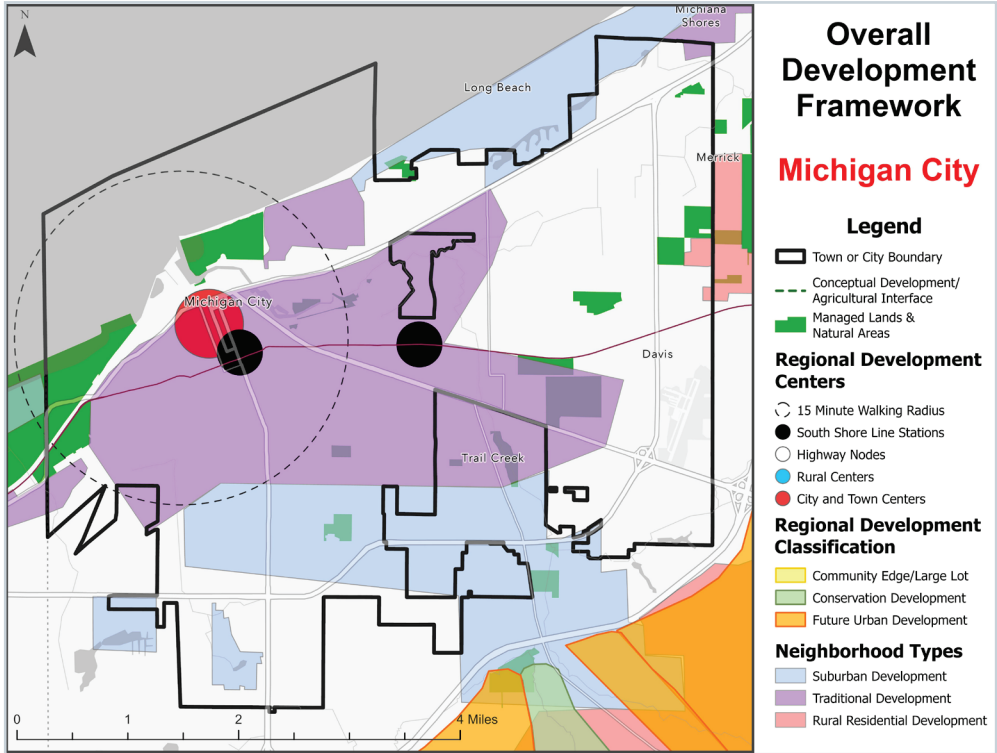 N
Michiana
Shores
Long Beach
Merrick
Michigan City
Davis
Trail Creek
0 1 2 4 Miles
Overall
Development
Framework
Michigan City
Legend
Town or City Boundary
Conceptual Development/
Agricultural Interface
Managed Lands &
Natural Areas
Regional Development
Centers
15 Minute Walking Radius
South Shore Line Stations
Highway Nodes
Rural Centers
City and Town Centers
Regional Development
Classification
Community Edge/Large Lot
Conservation Development
Future Urban Development
Neighborhood Types
Suburban Development
Traditional Development
Rural Residential Development